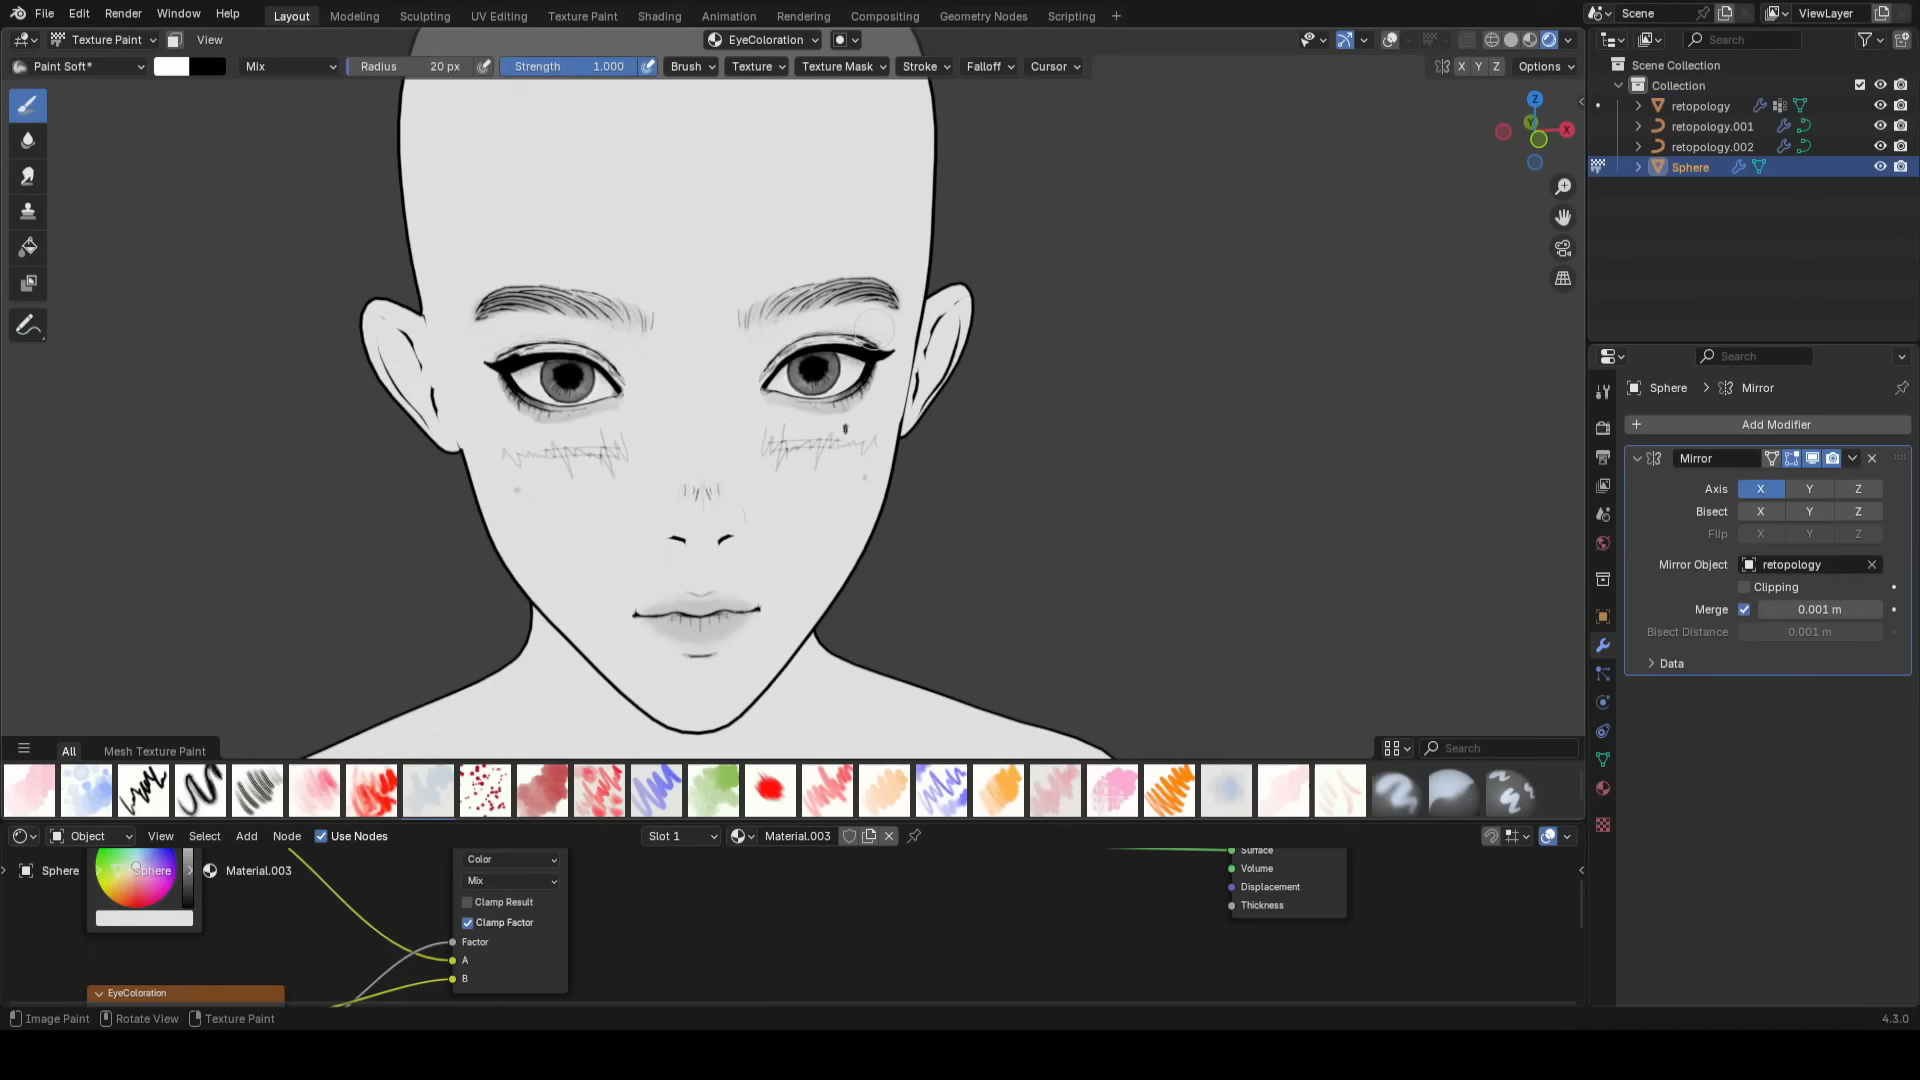 File Edit Render Window Help
Layout Modeling Sculpting UV Editing Texture Paint Shading Animation Rendering Compositing Geometry Nodes Scripting +
Scene ViewLayer
Texture Paint View EyeColoration
Paint Soft* Mix Radius 20 px Strength 1.000 Brush Texture Texture Mask Stroke Falloff Cursor X Y Z Options
Search
Scene Collection
Collection
retopology
retopology.001
retopology.002
Sphere
Z
Y
X
Search
Sphere Mirror
Add Modifier
Mirror
Axis X Y Z
Bisect X Y Z
Flip X Y Z
Mirror Object retopology
Clipping
Merge 0.001 m
Bisect Distance 0.001 m
Data
All Mesh Texture Paint Search
Object View Select Add Node Use Nodes Slot 1 Material.003
Sphere Sphere Material.003
Color
Mix
Clamp Result
Clamp Factor
Factor
A
B
Surface
Volume
Displacement
Thickness
EyeColoration
Image Paint Rotate View Texture Paint 4.3.0